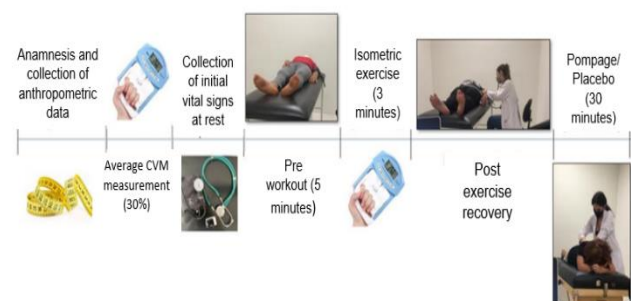 Anamnesis and
collection of
anthropometric
data
Collection
of initial
vital signs
at rest
Isometric
exercise
(3
minutes)
Pompage/
Placebo
(30
minutes)
Average CVM
measurement
(30%)
Pre
workout (5
minutes)
Post
exercise
recovery